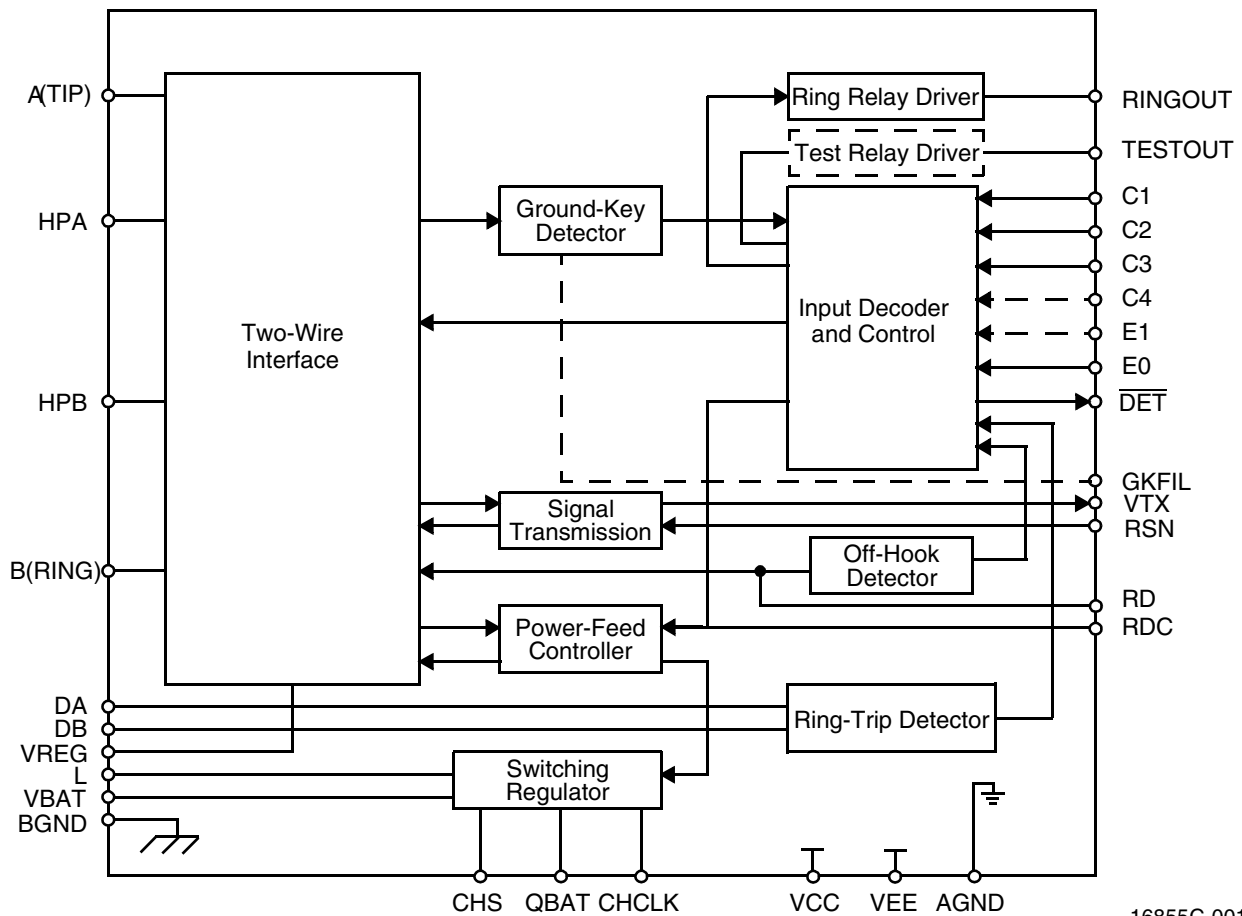 A(TIP)
HPA
HPB
B(RING)
DA
DB
VREG
L
VBAT
BGND
Two-Wire
Interface
Ground-Key
Detector
Signal
Transmission
Power-Feed
Controller
Switching
Regulator
Ring Relay Driver
Test Relay Driver
Input Decoder
and Control
Off-Hook
Detector
Ring-Trip Detector
RINGOUT
TESTOUT
C1
C2
C3
C4
E1
E0
DET
GKFIL
VTX
RSN
RD
RDC
CHS
QBAT
CHCLK
VCC
VEE
AGND
16855C-001